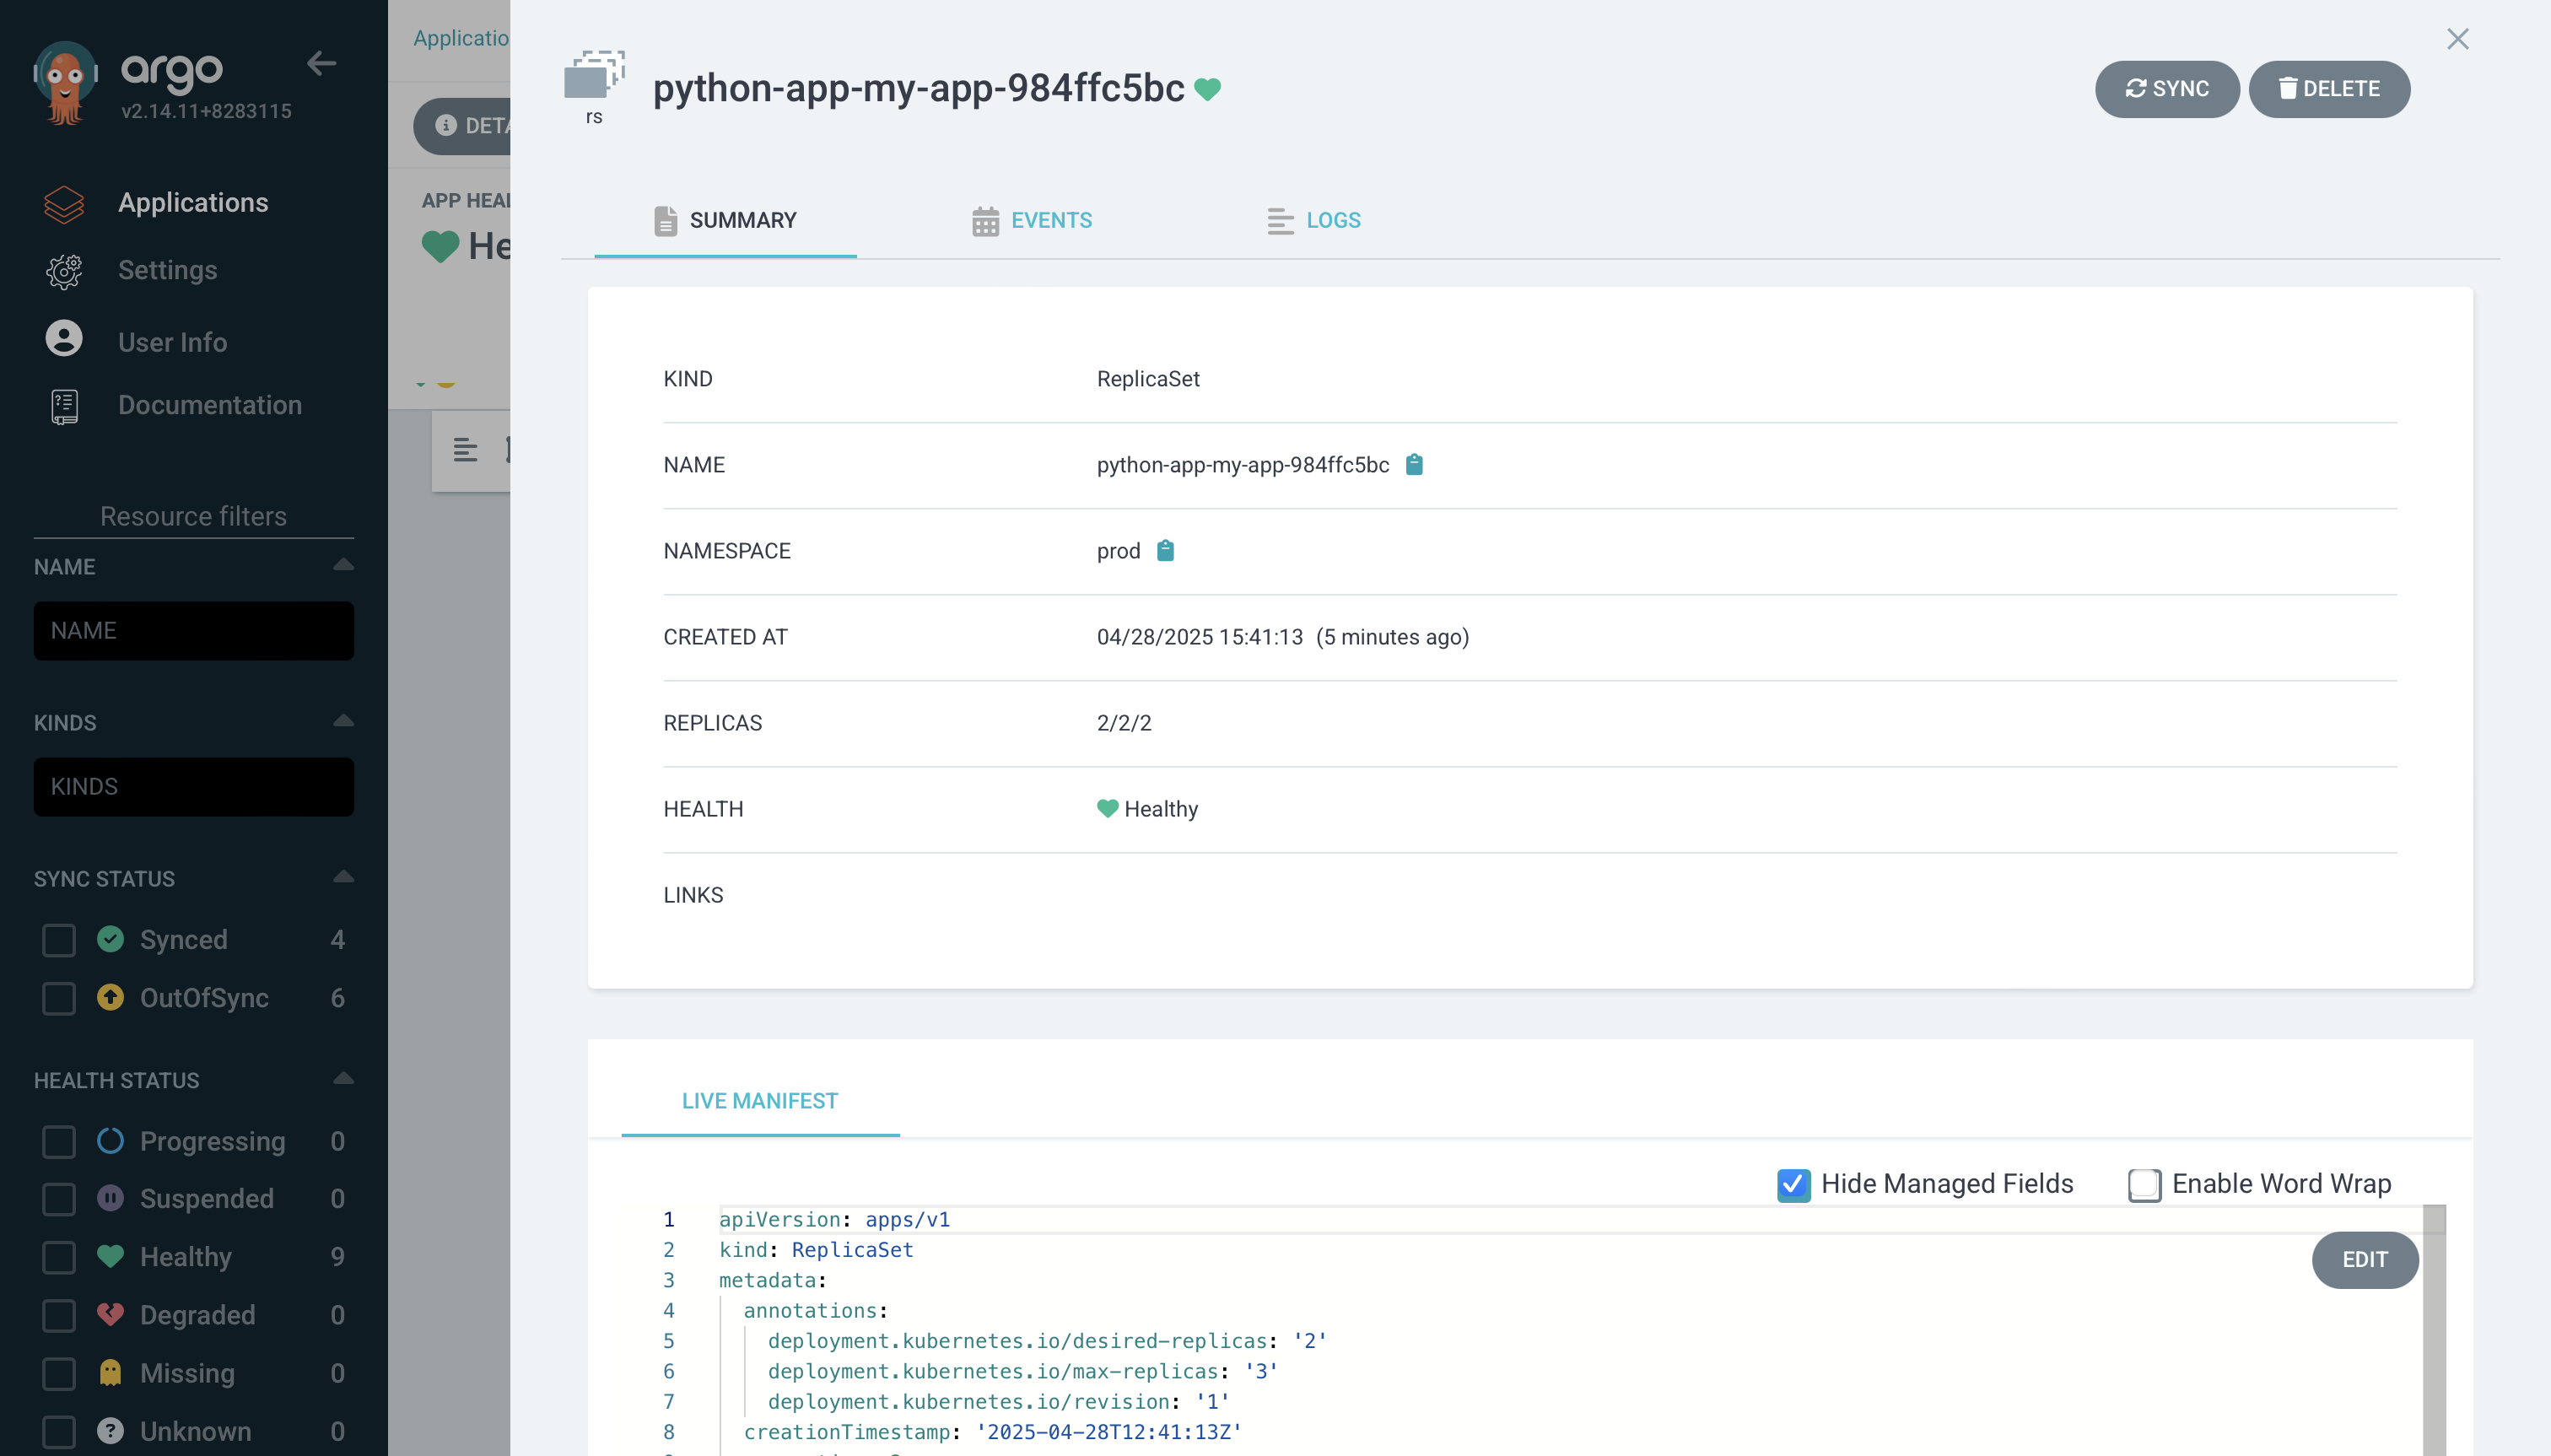 argo
v2.14.11+8283115
Applications
Settings
User Info
Documentation
Resource filters
NAME
NAME
KINDS
KINDS
SYNC STATUS
Synced 4
OutOfSync 6
HEALTH STATUS
Progressing 0
Suspended 0
Healthy 9
Degraded 0
Missing 0
Unknown 0
Applicatio
DETA
APP HEAL
He
rs
python-app-my-app-984ffc5bc
SYNC
DELETE
SUMMARY
EVENTS
LOGS
KIND ReplicaSet
NAME python-app-my-app-984ffc5bc
NAMESPACE prod
CREATED AT 04/28/2025 15:41:13 (5 minutes ago)
REPLICAS 2/2/2
HEALTH Healthy
LINKS
LIVE MANIFEST
Hide Managed Fields
Enable Word Wrap
EDIT
1 apiVersion: apps/v1
2 kind: ReplicaSet
3 metadata:
4 annotations:
5 deployment.kubernetes.io/desired-replicas: '2'
6 deployment.kubernetes.io/max-replicas: '3'
7 deployment.kubernetes.io/revision: '1'
8 creationTimestamp: '2025-04-28T12:41:13Z'